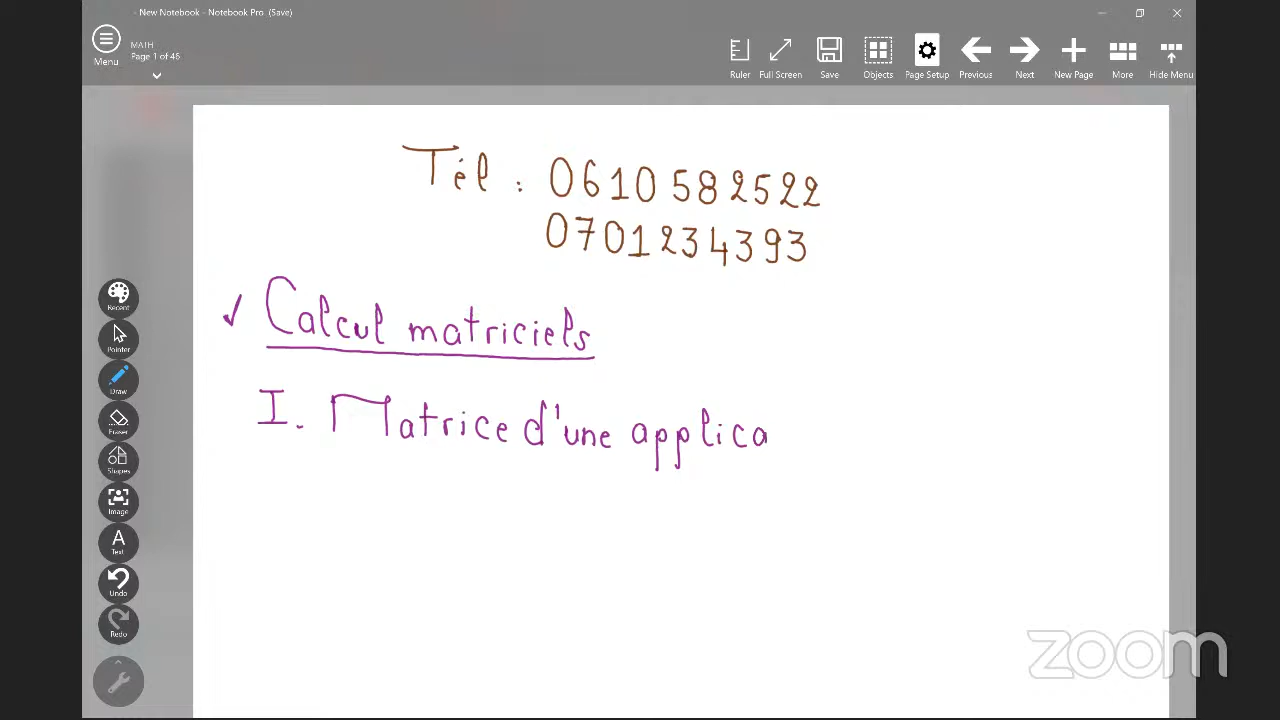 - New Notebook - Notebook Pro (Save)
MATH
Page 1 of 46
Menu
Ruler
Full Screen
Save
Objects
Page Setup
Previous
Next
New Page
More
Hide Menu
Tél : 0610582522
0701234393
✓ Calcul matriciels
I. Matrice d'une applica
Recent
Pointer
Draw
Eraser
Shapes
Image
A
Text
Undo
Redo
zoom